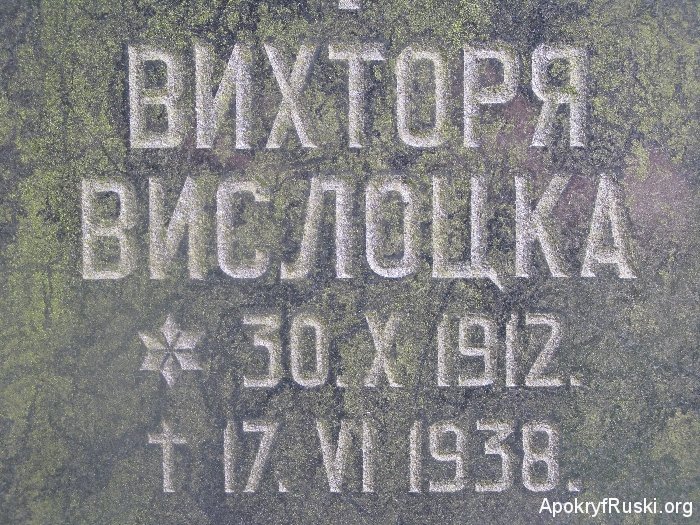 ВИХТОРЯ
ВИСЛОЦКА
* 30. X 1912.
† 17. VI 1938.
ApokryfRuski.org